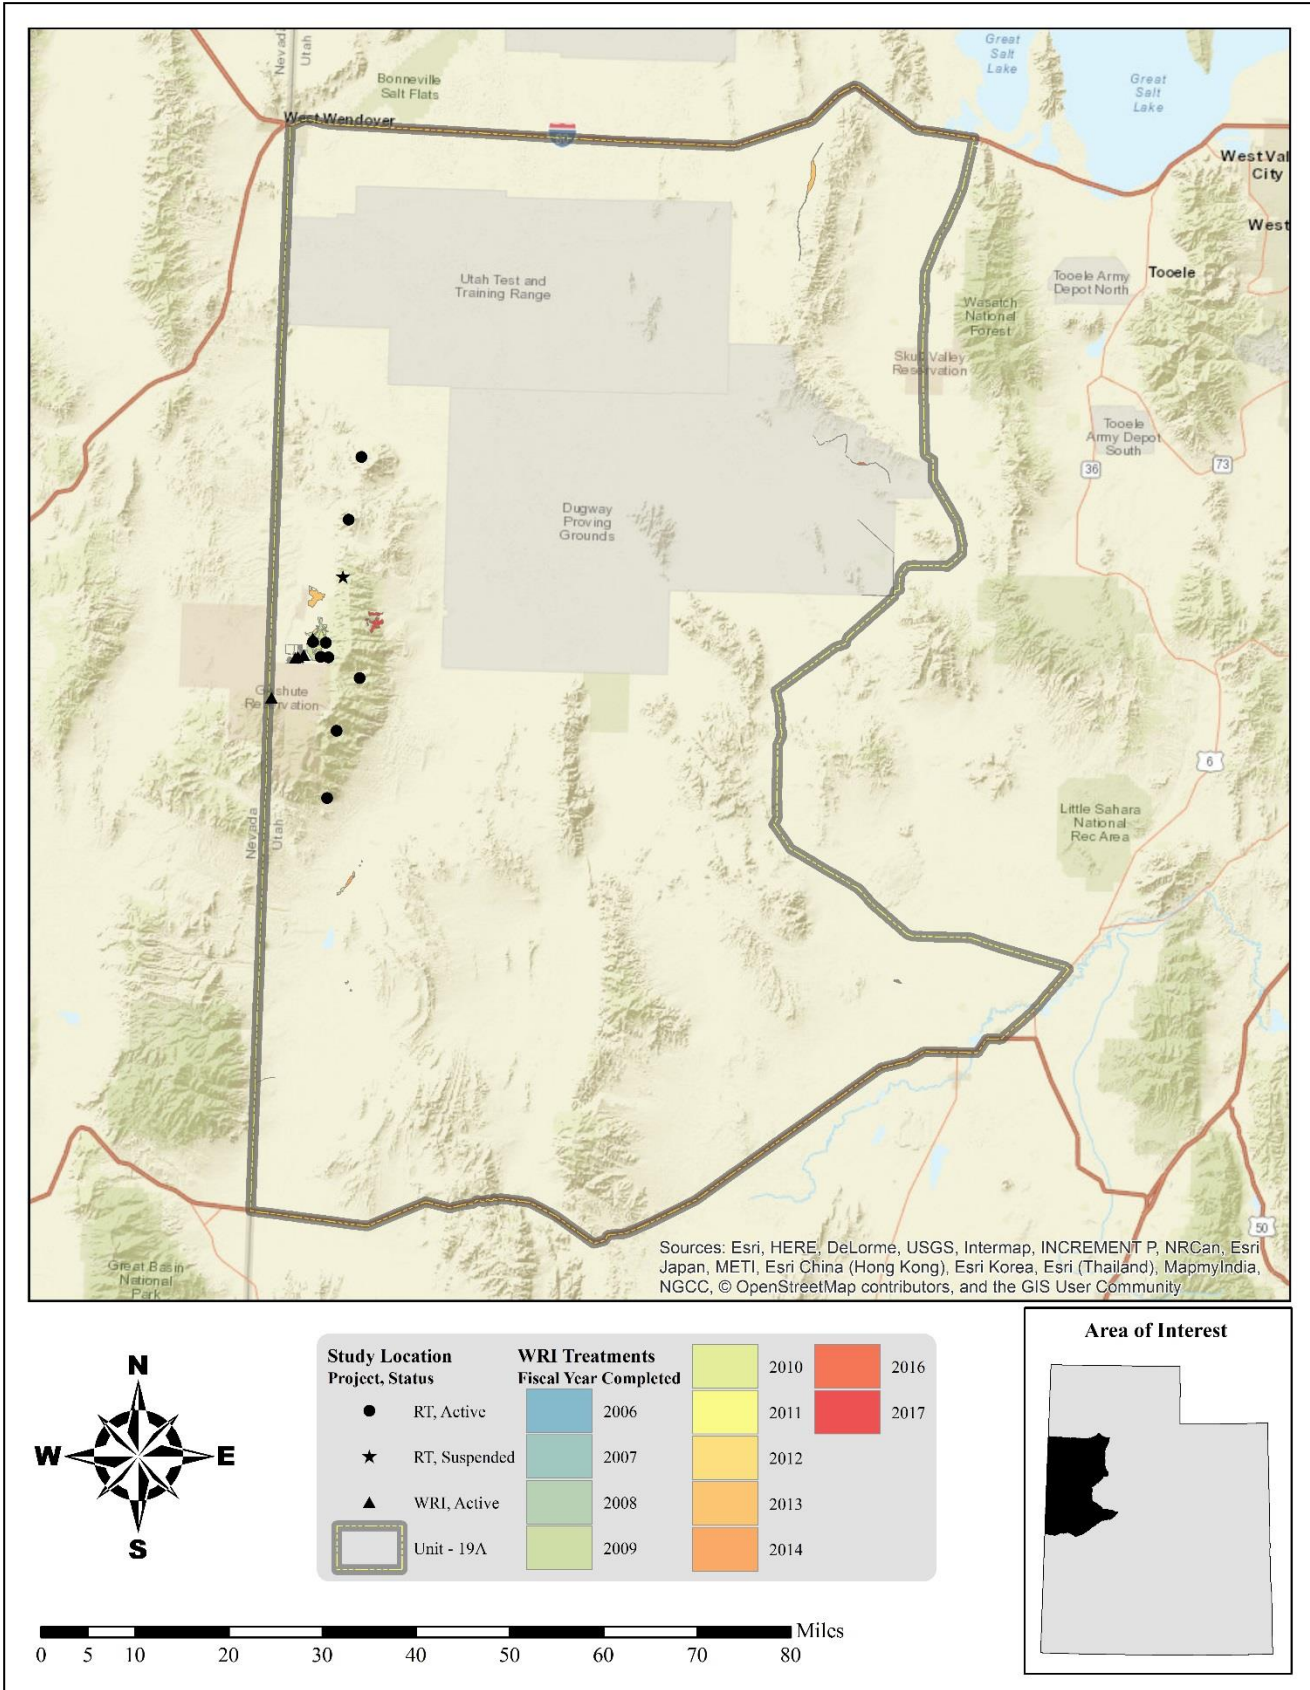 Nevada
Utah
Bonneville
Salt Flats
Great
Salt
Lake
Great
Salt
Lake
West Wendover
West Val
City
West
Utah Test and
Training Range
Tooele Army
Depot North
Tooele
Wasatch
National
Forest
Skull Valley
Reservation
Tooele
Army Depot
South
36
73
Dugway
Proving
Grounds
Goshute
Reservation
6
Little Sahara
National
Rec Area
Nevada
Utah
50
Great Basin
National
Park
Sources: Esri, HERE, DeLorme, USGS, Intermap, INCREMENT P, NRCan, Esri
Japan, METI, Esri China (Hong Kong), Esri Korea, Esri (Thailand), MapmyIndia,
NGCC, © OpenStreetMap contributors, and the GIS User Community
N
W E
S
Study Location
Project, Status
RT, Active
RT, Suspended
WRI, Active
Unit - 19A
WRI Treatments
Fiscal Year Completed
2006
2007
2008
2009
2010
2011
2012
2013
2014
2016
2017
Area of Interest
Miles
0 5 10 20 30 40 50 60 70 80